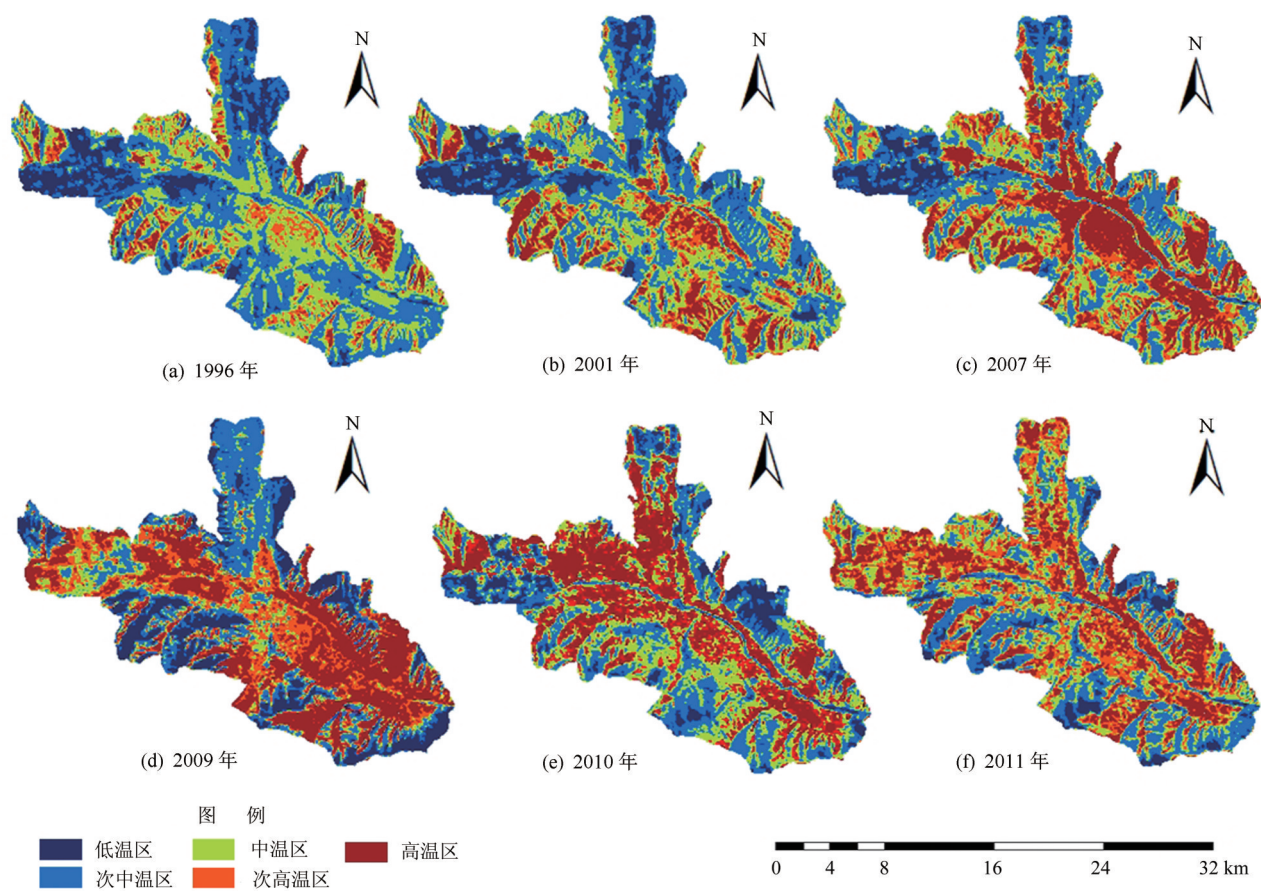 N
N
N
(a) 1996 年
(b) 2001 年
(c) 2007 年
N
N
N
(d) 2009 年
(e) 2010 年
(f) 2011 年
图 例
低温区 中温区 高温区
次中温区 次高温区
0 4 8 16 24 32 km